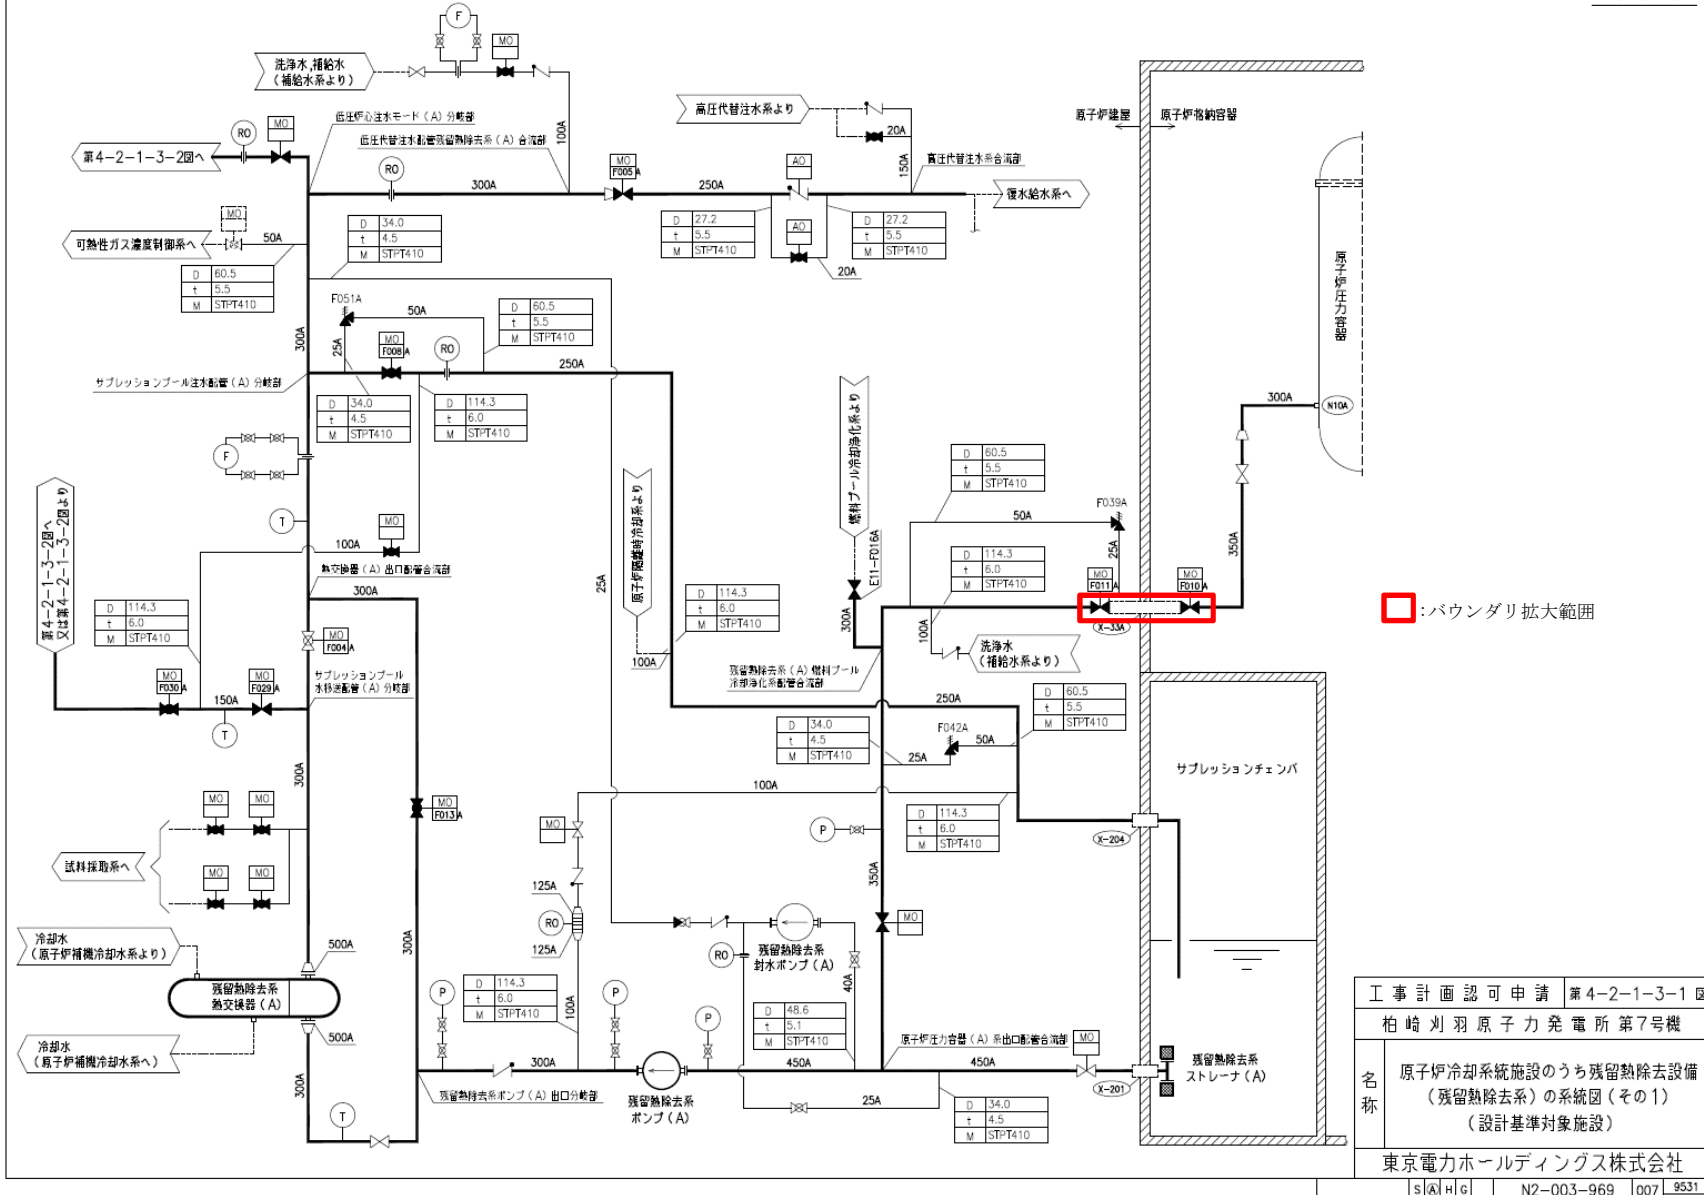 F
MO
洗浄水,補給水
(補給水系より)
100A
低圧炉心注水モード(A)分岐部
低圧代替注水配管残留熱除去系(A)合流部
RO
MO
第4-2-1-3-2図へ
RO
300A
MO
F005A
250A
高圧代替注水系より
20A
150A
AO
高圧代替注水系合流部
復水給水系へ
D 27.2
t 5.5
M STPT410
AO
20A
D 27.2
t 5.5
M STPT410
MO
可熱性ガス濃度制御系へ
50A
D 60.5
t 5.5
M STPT410
D 34.0
t 4.5
M STPT410
300A
F051A
50A
25A
MO
F008A
RO
D 60.5
t 5.5
M STPT410
250A
サプレッションプール注水配管(A)分岐部
D 34.0
t 4.5
M STPT410
D 114.3
t 6.0
M STPT410
F
T
MO
100A
熱交換器(A)出口配管合流部
300A
第4-2-1-3-2図へ
又は第4-2-1-3-2図より
D 114.3
t 6.0
M STPT410
MO
F004A
サプレッションプール
水移送配管(A)分岐部
MO
F030A
150A
MO
F029A
T
300A
MO
F013A
MO
MO
試料採取系へ
MO
MO
300A
冷却水
(原子炉補機冷却水系より)
500A
残留熱除去系
熱交換器(A)
500A
冷却水
(原子炉補機冷却水系へ)
300A
T
残留熱除去系ポンプ(A)出口分岐部
P
D 114.3
t 6.0
M STPT410
300A
100A
P
残留熱除去系
ポンプ(A)
P
450A
D 48.6
t 5.1
M STPT410
40A
残留熱除去系
封水ポンプ(A)
RO
MO
125A
RO
125A
100A
25A
原子炉隔離時冷却系より
100A
D 114.3
t 6.0
M STPT410
燃料プール冷却浄化系より
E11-F016A
300A
残留熱除去系(A)燃料プール
冷却浄化系配管合流部
250A
D 34.0
t 4.5
M STPT410
F042A
50A
25A
D 60.5
t 5.5
M STPT410
P
350A
MO
D 114.3
t 6.0
M STPT410
原子炉圧力容器(A)系出口配管合流部
450A
MO
25A
D 34.0
t 4.5
M STPT410
D 60.5
t 5.5
M STPT410
50A
F039A
25A
D 114.3
t 6.0
M STPT410
100A
洗浄水
(補給水系より)
MO
F011A
MO
F010A
X-33A
350A
300A
N10A
原子炉建屋
原子炉格納容器
原子炉圧力容器
:バウンダリ拡大範囲
サプレッションチェンバ
X-204
X-201
残留熱除去系
ストレーナ(A)
工事計画認可申請 第4-2-1-3-1図
柏崎刈羽原子力発電所第7号機
名称
原子炉冷却系統施設のうち残留熱除去設備
(残留熱除去系)の系統図(その1)
(設計基準対象施設)
東京電力ホールディングス株式会社
S A H G N2-003-969 007 9531